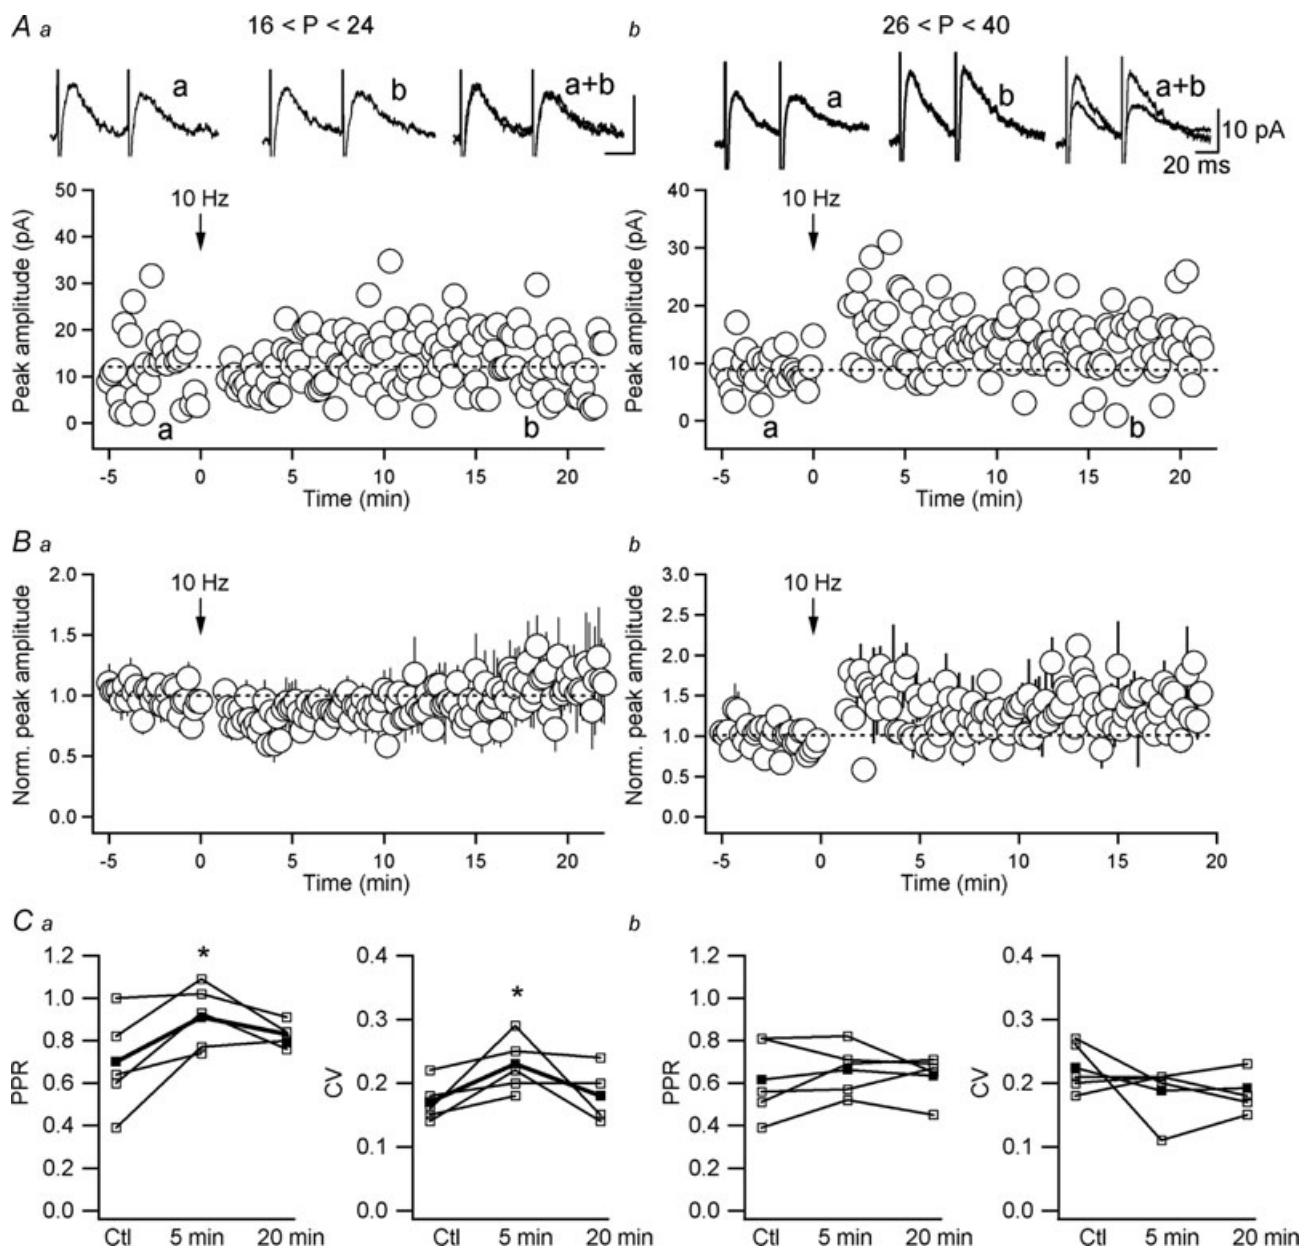 A a 16 < P < 24 b 26 < P < 40
a b a+b a b a+b
10 pA
20 ms
50 40 30 20 10 0
Peak amplitude (pA)
10 Hz
a b
-5 0 5 10 15 20
Time (min)
40 30 20 10 0
Peak amplitude (pA)
10 Hz
a b
-5 0 5 10 15 20
Time (min)
B a b
2.0 1.5 1.0 0.5 0.0
Norm. peak amplitude
10 Hz
-5 0 5 10 15 20
Time (min)
3.0 2.5 2.0 1.5 1.0 0.5 0.0
Norm. peak amplitude
10 Hz
-5 0 5 10 15 20
Time (min)
C a b
1.2 1.0 0.8 0.6 0.4 0.2 0.0
PPR
*
Ctl 5 min 20 min
0.4 0.3 0.2 0.1 0.0
CV
*
Ctl 5 min 20 min
1.2 1.0 0.8 0.6 0.4 0.2 0.0
PPR
Ctl 5 min 20 min
0.4 0.3 0.2 0.1 0.0
CV
Ctl 5 min 20 min